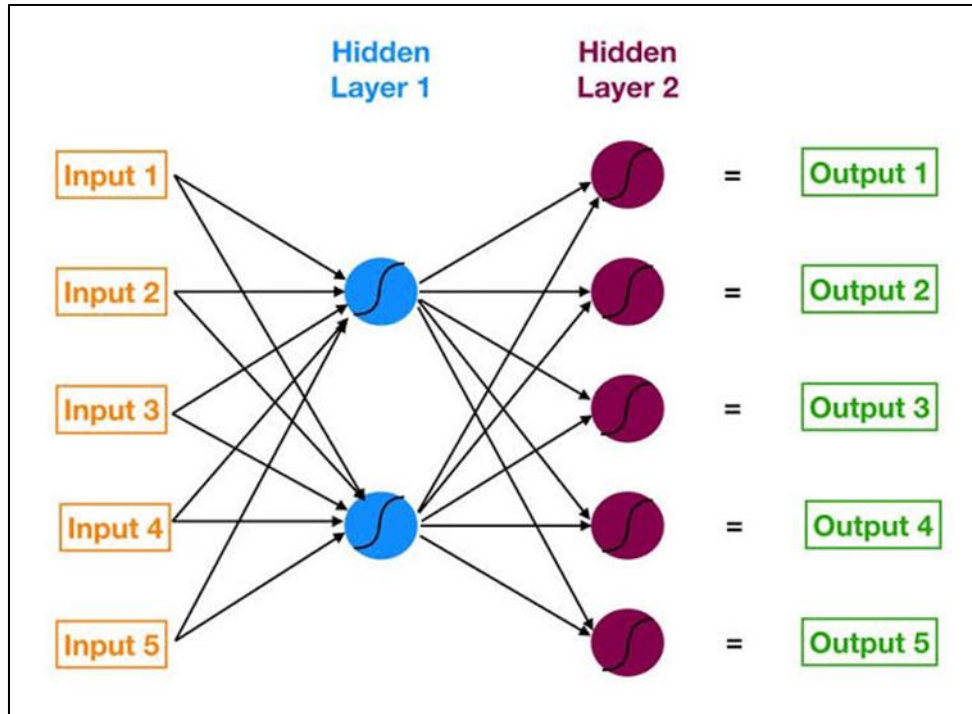 Hidden
Layer 1
Hidden
Layer 2
Input 1
=
Output 1
Input 2
=
Output 2
Input 3
=
Output 3
Input 4
=
Output 4
Input 5
=
Output 5